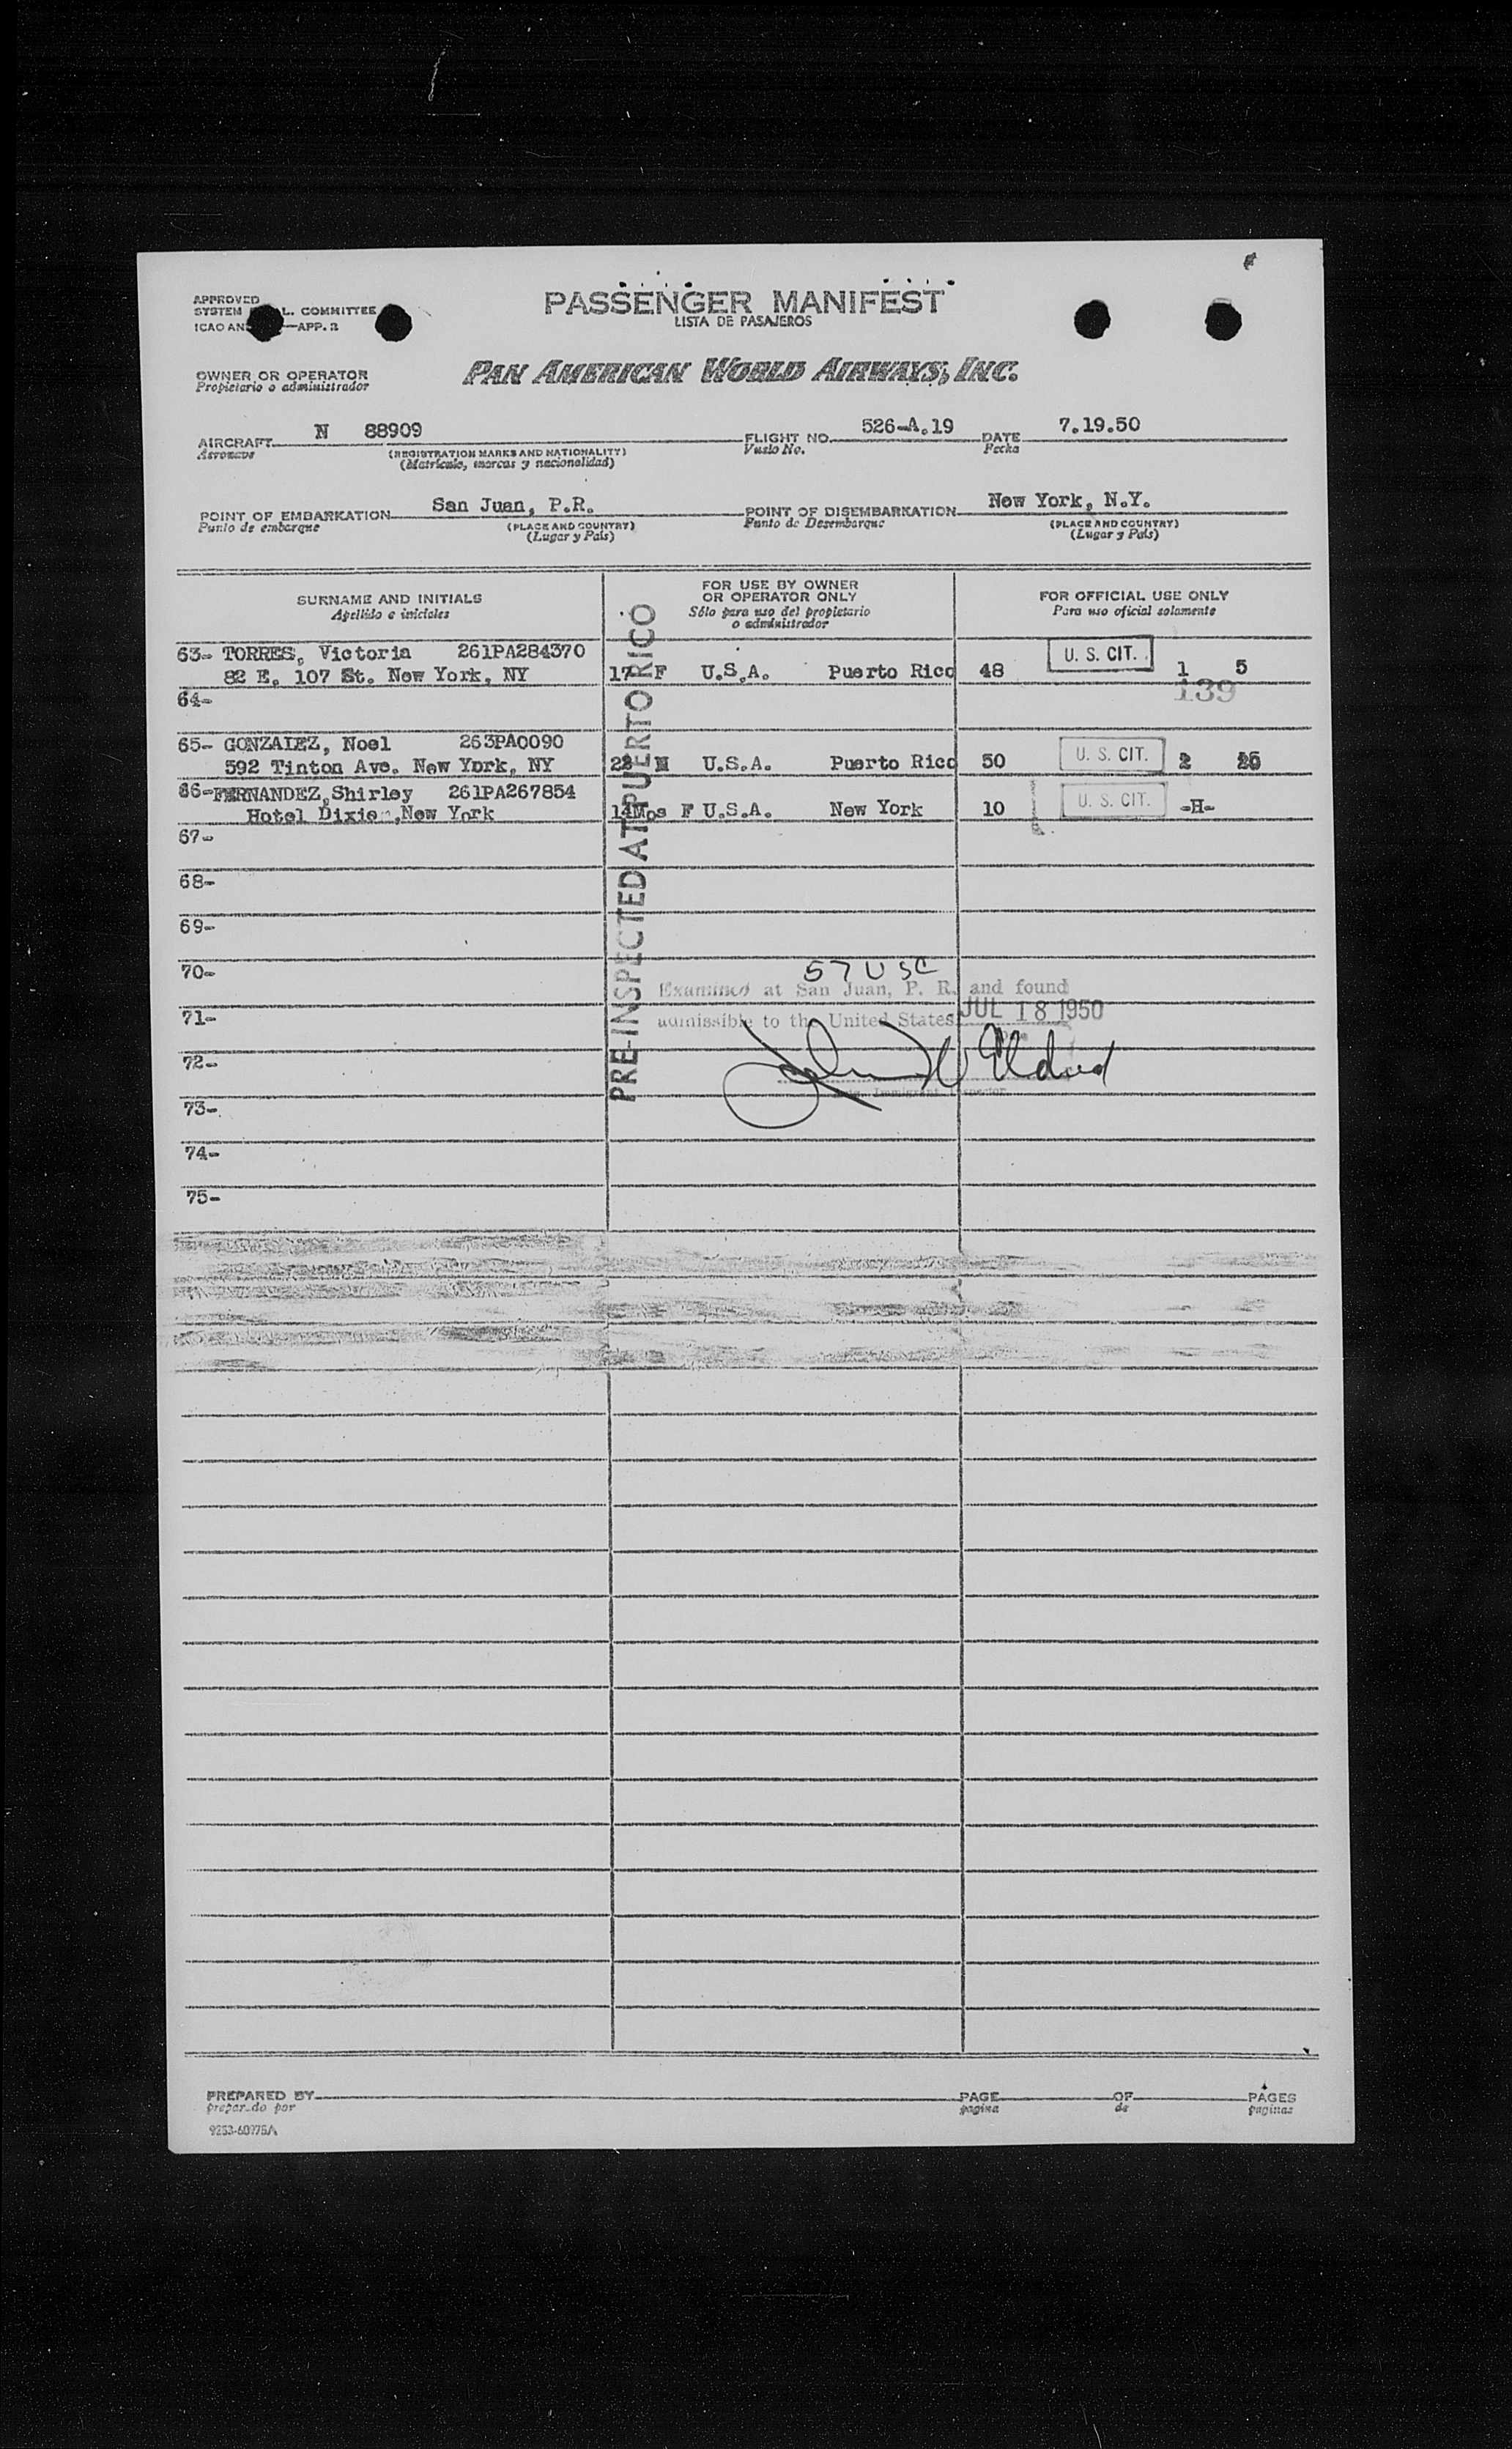 APPROVED
SYSTEM L. COMMITTEE
ICAO AN —APP. 2
PASSENGER MANIFEST
LISTA DE PASAJEROS
OWNER OR OPERATOR
Propietario o administrador
PAN AMERICAN WORLD AIRWAYS, INC.
AIRCRAFT N 88909 FLIGHT NO. 526-A.19 DATE 7.19.50
Aeronave (REGISTRATION MARKS AND NATIONALITY) Vuelo No. Fecha
(Matricula, marcas y nacionalidad)
POINT OF EMBARKATION San Juan, P.R. POINT OF DISEMBARKATION New York, N.Y.
Punto de embarque (PLACE AND COUNTRY) Punto de Desembarque (PLACE AND COUNTRY)
(Lugar y País) (Lugar y País)
SURNAME AND INITIALS
Apellido e iniciales
FOR USE BY OWNER
OR OPERATOR ONLY
Sólo para uso del propietario
o administrador
FOR OFFICIAL USE ONLY
Para uso oficial solamente
63- TORRES, Victoria 261PA284370 U. S. CIT.
82 E. 107 St. New York, NY 17 F U.S.A. Puerto Rico 48 1 5
64- 139
65- GONZALEZ, Noel 263PA0090 U. S. CIT.
592 Tinton Ave. New York, NY M U.S.A. Puerto Rico 50 2
66-FERNANDEZ,Shirley 261PA267854 U. S. CIT.
Hotel Dixie ,New York 14Mos F U.S.A. New York 10 -H-
67-
68-
69-
70-
71-
72-
73-
74-
75-
PRE-INSPECTED AT PUERTO RICO
57 USC
Examined at San Juan, P. R. and found
admissible to the United States JUL 18 1950
Immigrant Inspector
PREPARED BY PAGE OF PAGES
preparado por pagina de paginas
9253-60775A